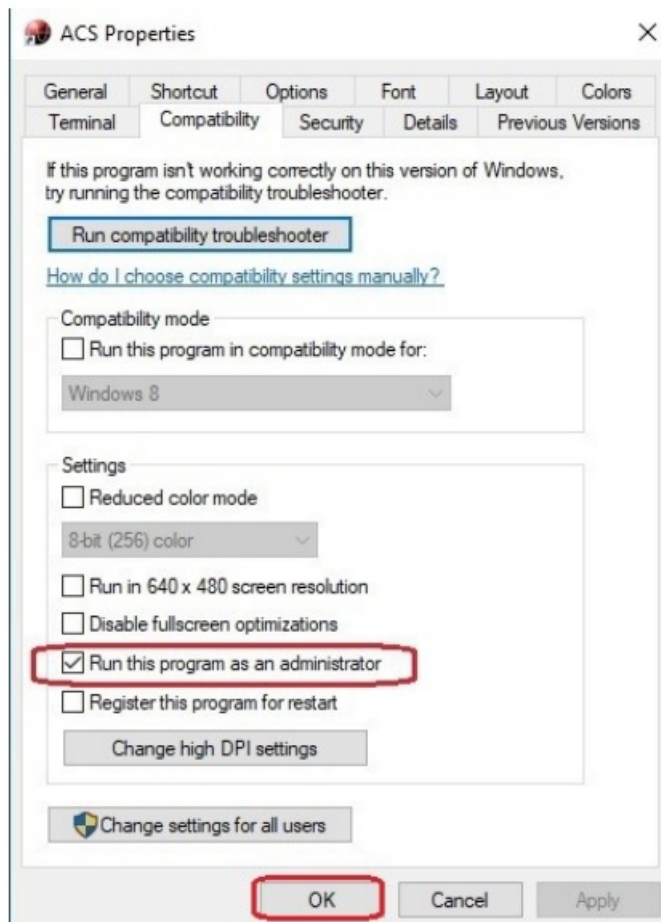 ACS Properties
General Shortcut Options Font Layout Colors
Terminal Compatibility Security Details Previous Versions
If this program isn't working correctly on this version of Windows,
try running the compatibility troubleshooter.
Run compatibility troubleshooter
How do I choose compatibility settings manually?
Compatibility mode
Run this program in compatibility mode for:
Windows 8
Settings
Reduced color mode
8-bit (256) color
Run in 640 x 480 screen resolution
Disable fullscreen optimizations
Run this program as an administrator
Register this program for restart
Change high DPI settings
Change settings for all users
OK Cancel Apply